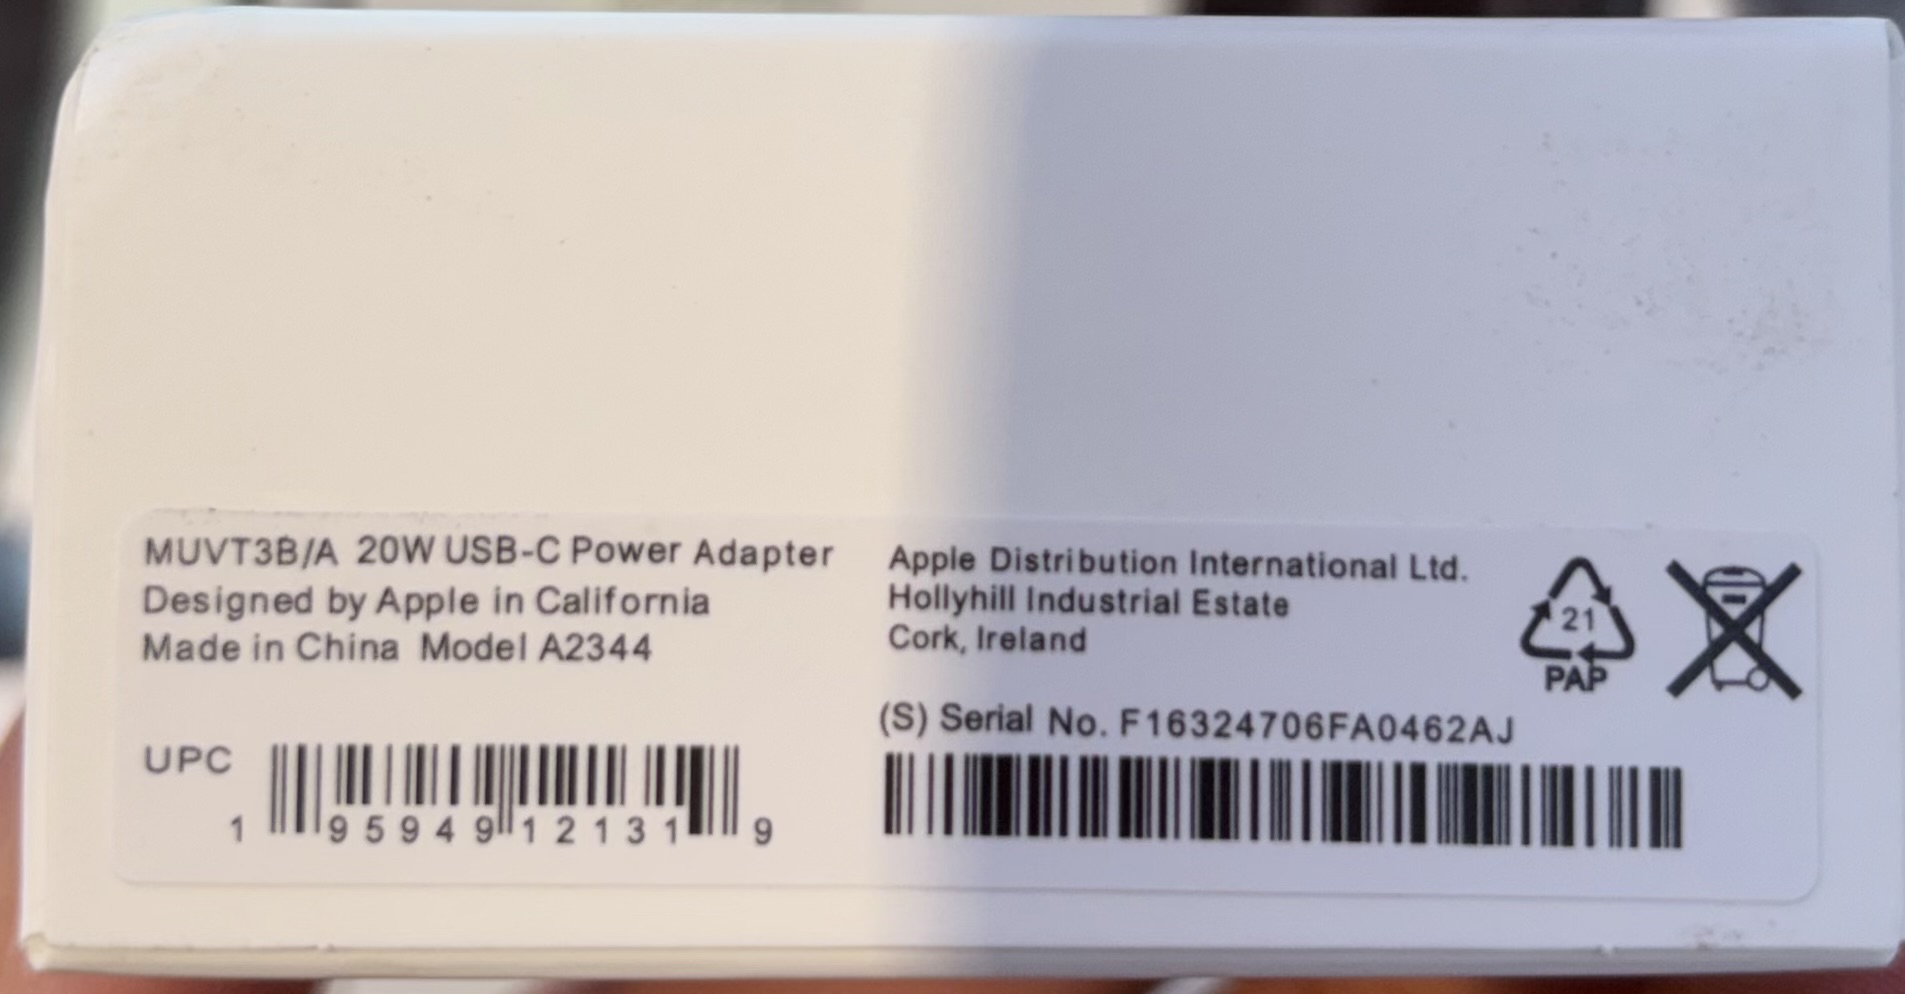 MUVT3B/A 20W USB-C Power Adapter
Designed by Apple in California
Made in China Model A2344
Apple Distribution International Ltd.
Hollyhill Industrial Estate
Cork, Ireland
21
PAP
(S) Serial No. F16324706FA0462AJ
UPC
1 95949 12131 9